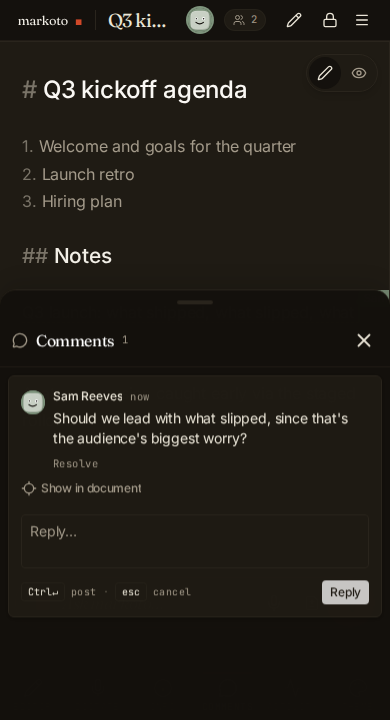 markoto
Q3 ki...
2
# Q3 kickoff agenda
1. Welcome and goals for the quarter
2. Launch retro
3. Hiring plan
## Notes
Comments 1
Sam Reeves now
Should we lead with what slipped, since that's
the audience's biggest worry?
Resolve
Show in document
Reply...
Ctrl↵ post · esc cancel
Reply